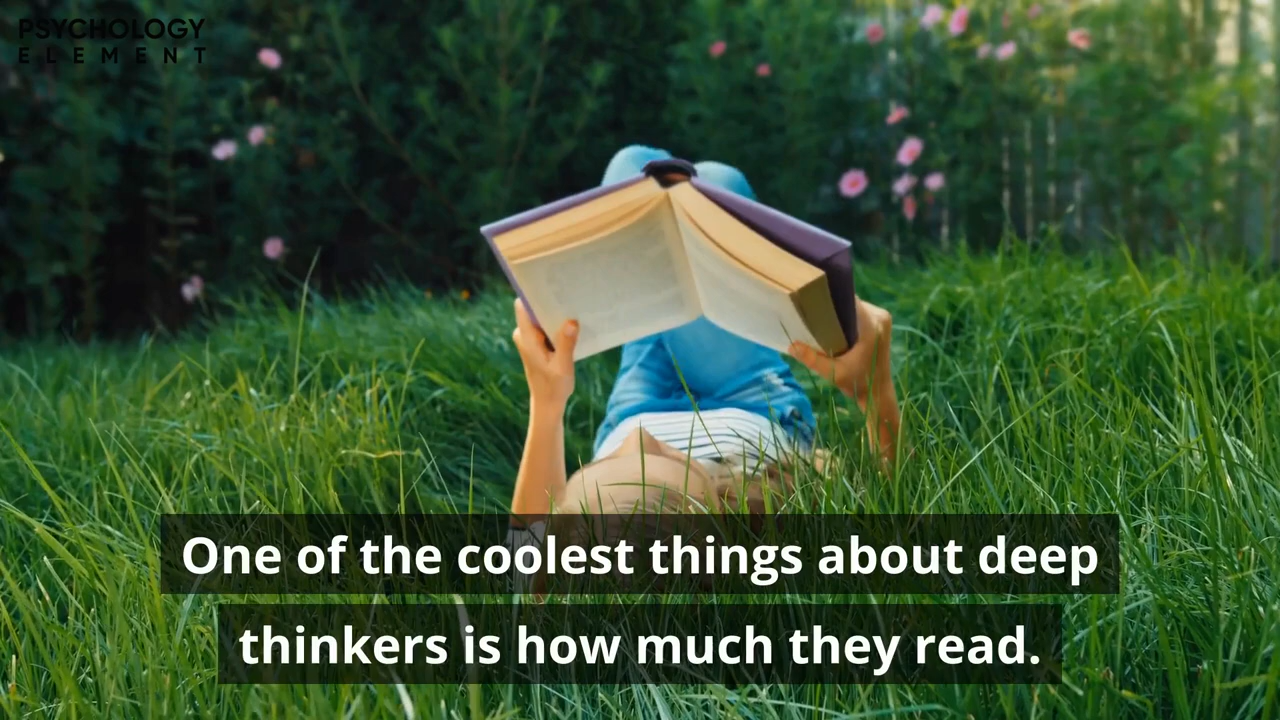 PSYCHOLOGY
ELEMENT
One of the coolest things about deep
thinkers is how much they read.